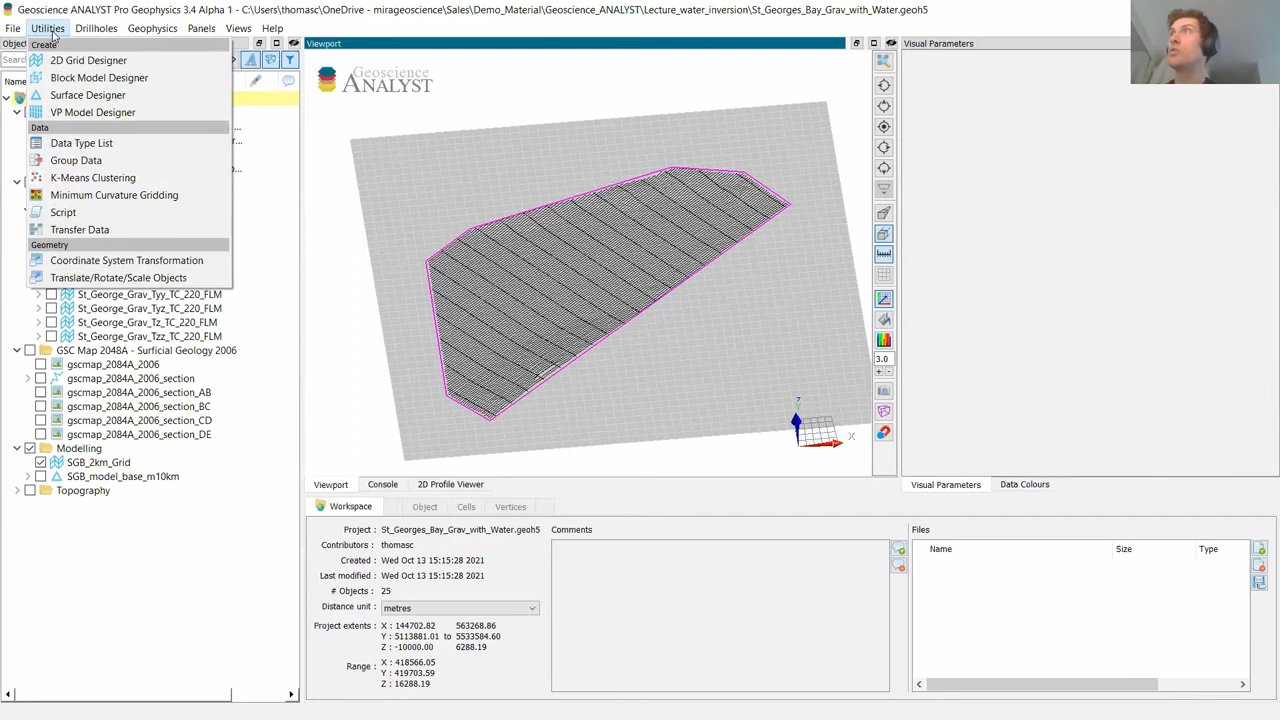 Geoscience ANALYST Pro Geophysics 3.4 Alpha 1 - C:\Users\thomasc\OneDrive - mirageoscience\Sales\Demo_Material\Geoscience_ANALYST\Lecture_water_inversion\St_Georges_Bay_Grav_with_Water.geoh5
File Utilities Drillholes Geophysics Panels Views Help
Viewport
Visual Parameters
Create
2D Grid Designer
Block Model Designer
Surface Designer
VP Model Designer
Data
Data Type List
Group Data
K-Means Clustering
Minimum Curvature Gridding
Script
Transfer Data
Geometry
Coordinate System Transformation
Translate/Rotate/Scale Objects
St_George_Grav_Tyy_TC_220_FLM
St_George_Grav_Tyz_TC_220_FLM
St_George_Grav_Tz_TC_220_FLM
St_George_Grav_Tzz_TC_220_FLM
GSC Map 2048A - Surficial Geology 2006
gscmap_2084A_2006
gscmap_2084A_2006_section
gscmap_2084A_2006_section_AB
gscmap_2084A_2006_section_BC
gscmap_2084A_2006_section_CD
gscmap_2084A_2006_section_DE
Modelling
SGB_2km_Grid
SGB_model_base_m10km
Topography
Geoscience
ANALYST
3.0
+ -
Z
X
Viewport Console 2D Profile Viewer
Visual Parameters Data Colours
Workspace Object Cells Vertices
Project : St_Georges_Bay_Grav_with_Water.geoh5
Contributors : thomasc
Created : Wed Oct 13 15:15:28 2021
Last modified : Wed Oct 13 15:15:28 2021
# Objects : 25
Distance unit : metres
Project extents : X : 144702.82 563268.86
Y : 5113881.01 to 5533584.60
Z : -10000.00 6288.19
Range : X : 418566.05
Y : 419703.59
Z : 16288.19
Comments
Files
Name Size Type